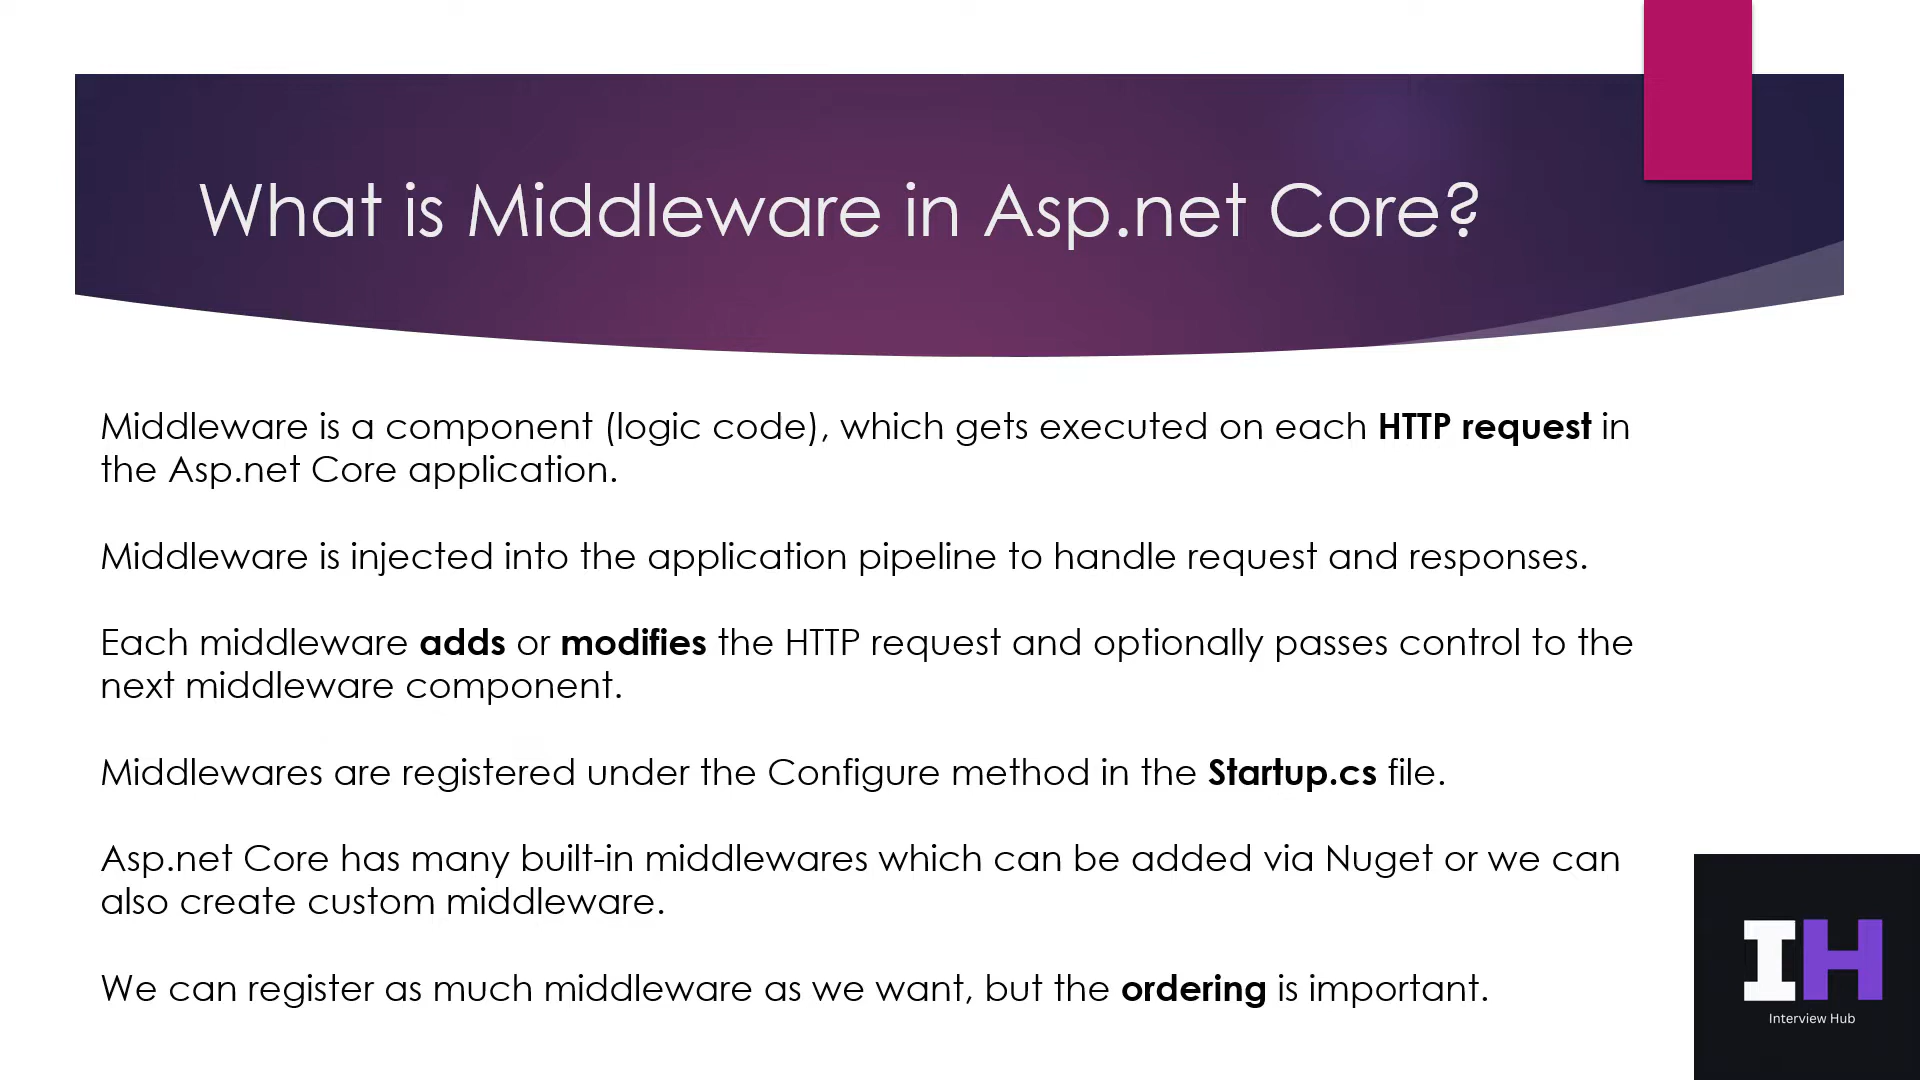 What is Middleware in Asp.net Core?
Middleware is a component (logic code), which gets executed on each HTTP request in
the Asp.net Core application.
Middleware is injected into the application pipeline to handle request and responses.
Each middleware adds or modifies the HTTP request and optionally passes control to the
next middleware component.
Middlewares are registered under the Configure method in the Startup.cs file.
Asp.net Core has many built-in middlewares which can be added via Nuget or we can
also create custom middleware.
We can register as much middleware as we want, but the ordering is important.
IH
Interview Hub